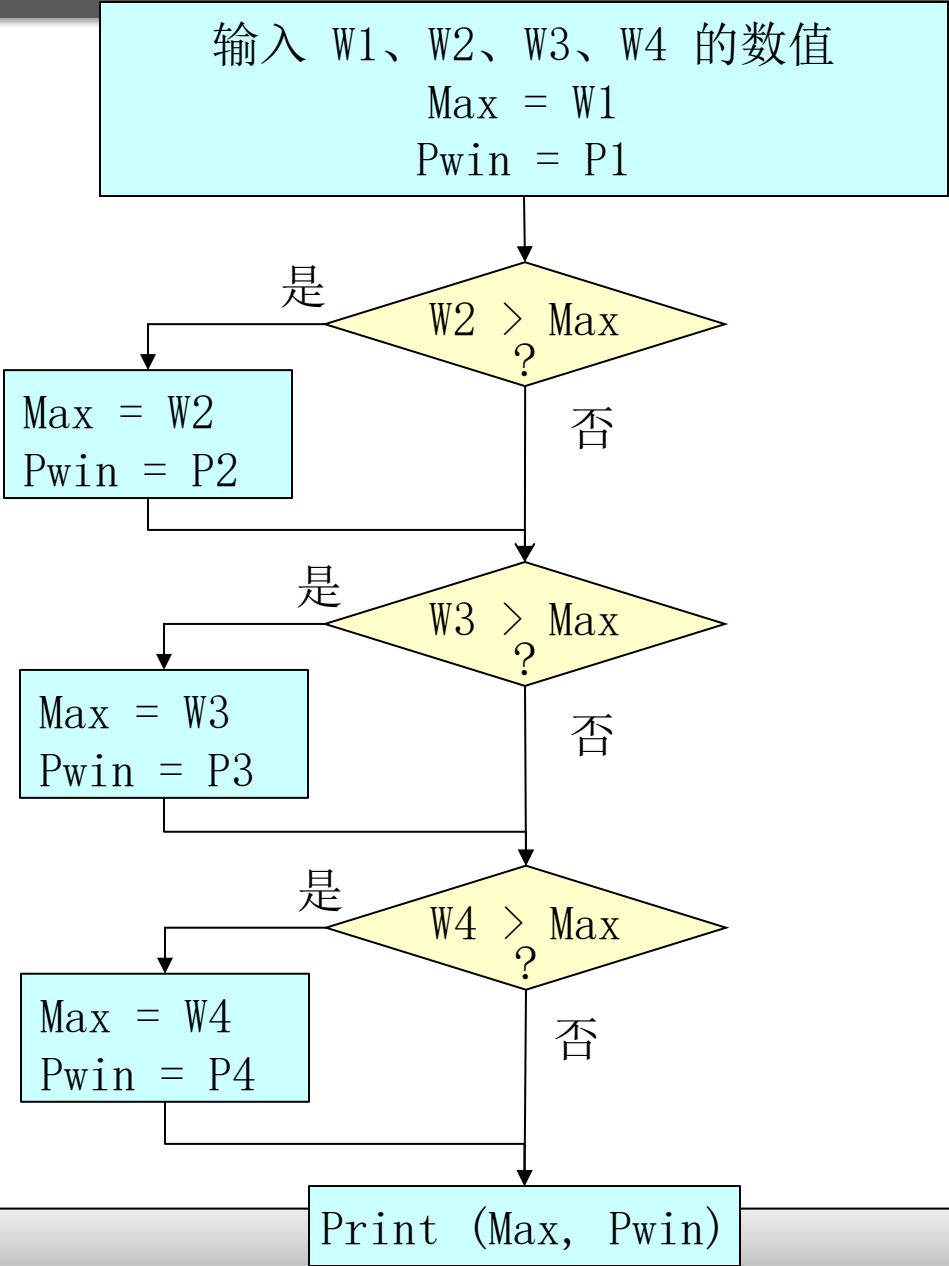 输入 W1、W2、W3、W4 的数值
Max = W1
Pwin = P1
是
W2 > Max
?
否
Max = W2
Pwin = P2
是
W3 > Max
?
否
Max = W3
Pwin = P3
是
W4 > Max
?
否
Max = W4
Pwin = P4
Print (Max, Pwin)